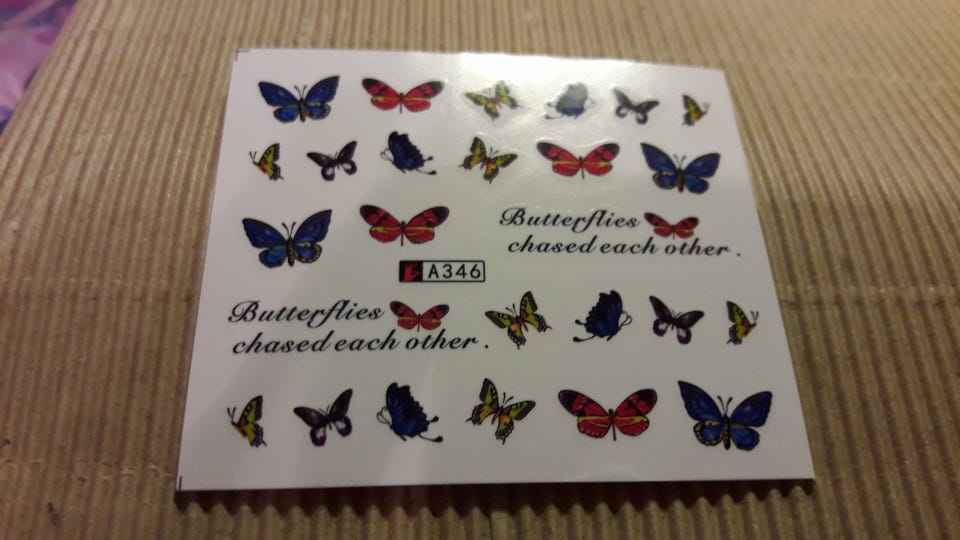 Butterflies
chased each other .
A346
Butterflies
chased each other .